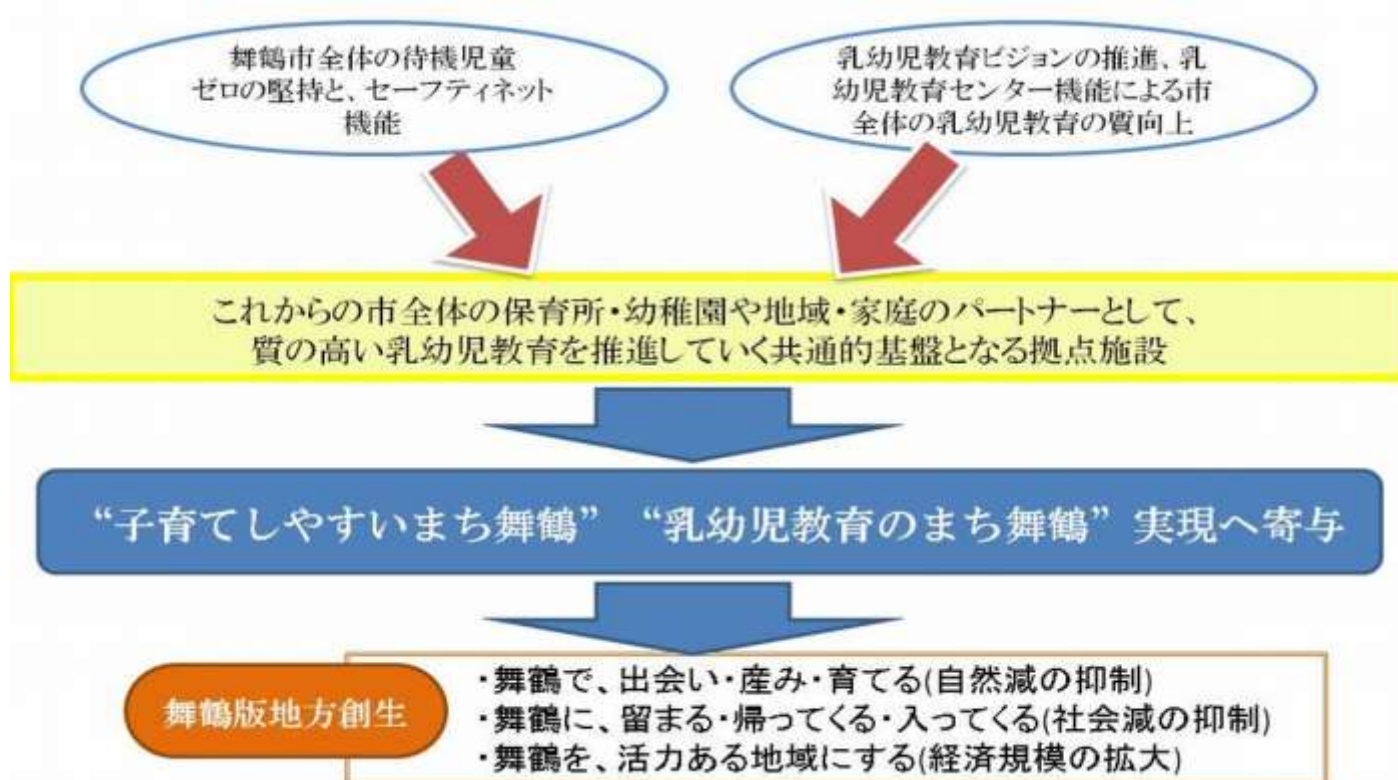 舞鶴市全体の待機児童
ゼロの堅持と、セーフティネット
機能
乳幼児教育ビジョンの推進、乳
幼児教育センター機能による市
全体の乳幼児教育の質向上
これからの市全体の保育所・幼稚園や地域・家庭のパートナーとして、
質の高い乳幼児教育を推進していく共通的基盤となる拠点施設
“子育てしやすいまち舞鶴” “乳幼児教育のまち舞鶴” 実現へ寄与
舞鶴版地方創生
・舞鶴で、出会い・産み・育てる(自然減の抑制)
・舞鶴に、留まる・帰ってくる・入ってくる(社会減の抑制)
・舞鶴を、活力ある地域にする(経済規模の拡大)